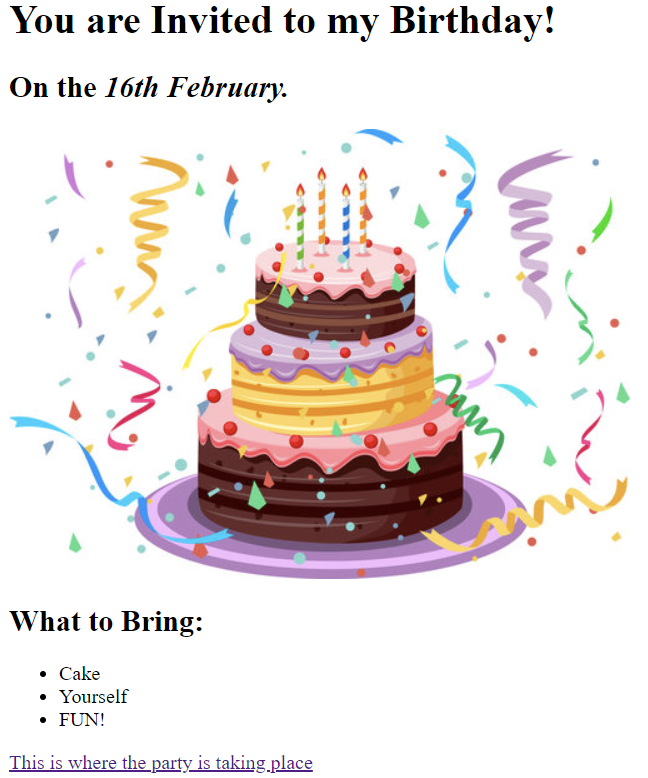 You are Invited to my Birthday!
On the 16th February.
What to Bring:
Cake
Yourself
FUN!
This is where the party is taking place